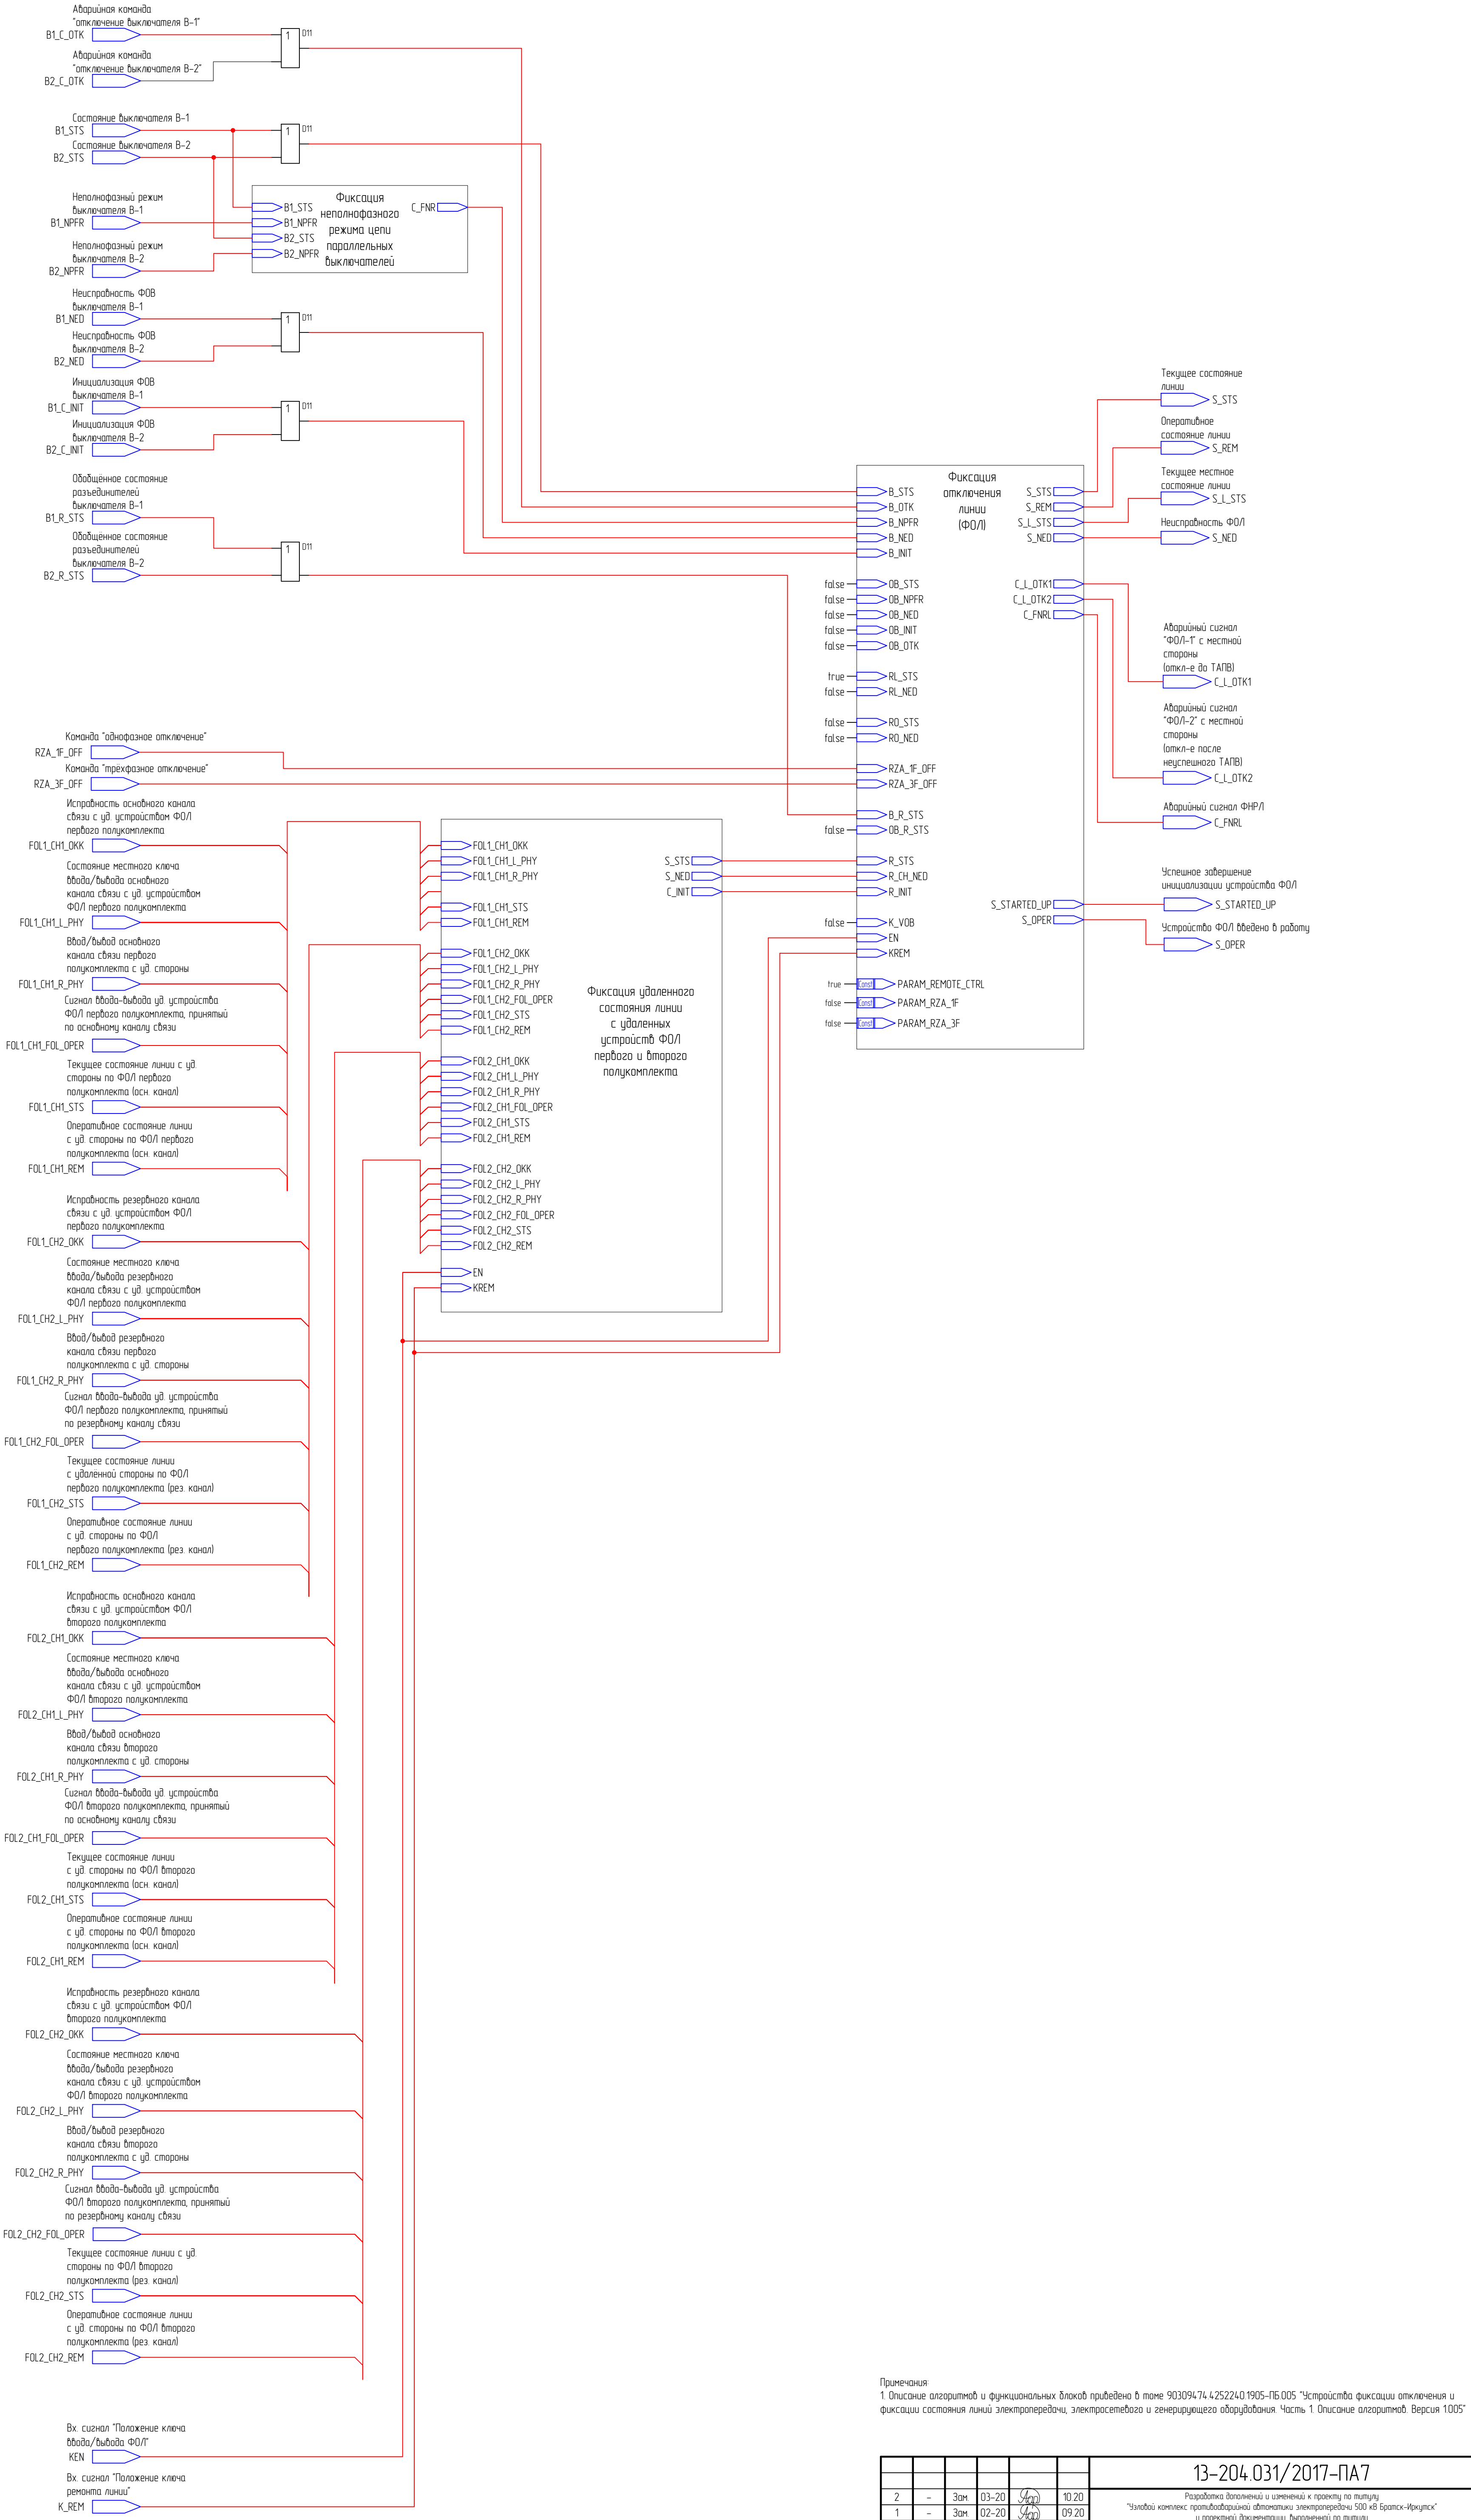 Аварийная команда
"отключение выключателя В-1"
B1_C_OTK
Аварийная команда
"отключение выключателя В-2"
B2_C_OTK
1
D11
Состояние выключателя В-1
B1_STS
Состояние выключателя В-2
B2_STS
1
D11
Неполнофазный режим
выключателя В-1
B1_NPFR
Неполнофазный режим
выключателя В-2
B2_NPFR
B1_STS
B1_NPFR
B2_STS
B2_NPFR
Фиксация
неполнофазного
режима цепи
параллельных
выключателей
C_FNR
Неисправность ФОВ
выключателя В-1
B1_NED
Неисправность ФОВ
выключателя В-2
B2_NED
1
D11
Инициализация ФОВ
выключателя В-1
B1_C_INIT
Инициализация ФОВ
выключателя В-2
B2_C_INIT
1
D11
Обобщённое состояние
разъединителей
выключателя В-1
B1_R_STS
Обобщённое состояние
разъединителей
выключателя В-2
B2_R_STS
1
D11
Команда "однофазное отключение"
RZA_1F_OFF
Команда "трёхфазное отключение"
RZA_3F_OFF
Исправность основного канала
связи с уд. устройством ФОЛ
первого полукомплекта
FOL1_CH1_OKK
Состояние местного ключа
ввода/вывода основного
канала связи с уд. устройством
ФОЛ первого полукомплекта
FOL1_CH1_L_PHY
Ввод/вывод основного
канала связи первого
полукомплекта с уд. стороны
FOL1_CH1_R_PHY
Сигнал ввода-вывода уд. устройства
ФОЛ первого полукомплекта, принятый
по основному каналу связи
FOL1_CH1_FOL_OPER
Текущее состояние линии с уд.
стороны по ФОЛ первого
полукомплекта (осн. канал)
FOL1_CH1_STS
Оперативное состояние линии
с уд. стороны по ФОЛ первого
полукомплекта (осн. канал)
FOL1_CH1_REM
Исправность резервного канала
связи с уд. устройством ФОЛ
первого полукомплекта
FOL1_CH2_OKK
Состояние местного ключа
ввода/вывода резервного
канала связи с уд. устройством
ФОЛ первого полукомплекта
FOL1_CH2_L_PHY
Ввод/вывод резервного
канала связи первого
полукомплекта с уд. стороны
FOL1_CH2_R_PHY
Сигнал ввода-вывода уд. устройства
ФОЛ первого полукомплекта, принятый
по резервному каналу связи
FOL1_CH2_FOL_OPER
Текущее состояние линии
с удалённой стороны по ФОЛ
первого полукомплекта (рез. канал)
FOL1_CH2_STS
Оперативное состояние линии
с уд. стороны по ФОЛ
первого полукомплекта (рез. канал)
FOL1_CH2_REM
Исправность основного канала
связи с уд. устройством ФОЛ
второго полукомплекта
FOL2_CH1_OKK
Состояние местного ключа
ввода/вывода основного
канала связи с уд. устройством
ФОЛ второго полукомплекта
FOL2_CH1_L_PHY
Ввод/вывод основного
канала связи второго
полукомплекта с уд. стороны
FOL2_CH1_R_PHY
Сигнал ввода-вывода уд. устройства
ФОЛ второго полукомплекта, принятый
по основному каналу связи
FOL2_CH1_FOL_OPER
Текущее состояние линии
с уд. стороны по ФОЛ второго
полукомплекта (осн. канал)
FOL2_CH1_STS
Оперативное состояние линии
с уд. стороны по ФОЛ второго
полукомплекта (осн. канал)
FOL2_CH1_REM
Исправность резервного канала
связи с уд. устройством ФОЛ
второго полукомплекта
FOL2_CH2_OKK
Состояние местного ключа
ввода/вывода резервного
канала связи с уд. устройством
ФОЛ второго полукомплекта
FOL2_CH2_L_PHY
Ввод/вывод резервного
канала связи второго
полукомплекта с уд. стороны
FOL2_CH2_R_PHY
Сигнал ввода-вывода уд. устройства
ФОЛ второго полукомплекта, принятый
по резервному каналу связи
FOL2_CH2_FOL_OPER
Текущее состояние линии с уд.
стороны по ФОЛ второго
полукомплекта (рез. канал)
FOL2_CH2_STS
Оперативное состояние линии
с уд. стороны по ФОЛ второго
полукомплекта (рез. канал)
FOL2_CH2_REM
Вх. сигнал "Положение ключа
ввода/вывода ФОЛ"
KEN
Вх. сигнал "Положение ключа
ремонта линии"
K_REM
FOL1_CH1_OKK
FOL1_CH1_L_PHY
FOL1_CH1_R_PHY
FOL1_CH1_STS
FOL1_CH1_REM
FOL1_CH2_OKK
FOL1_CH2_L_PHY
FOL1_CH2_R_PHY
FOL1_CH2_FOL_OPER
FOL1_CH2_STS
FOL1_CH2_REM
FOL2_CH1_OKK
FOL2_CH1_L_PHY
FOL2_CH1_R_PHY
FOL2_CH1_FOL_OPER
FOL2_CH1_STS
FOL2_CH1_REM
FOL2_CH2_OKK
FOL2_CH2_L_PHY
FOL2_CH2_R_PHY
FOL2_CH2_FOL_OPER
FOL2_CH2_STS
FOL2_CH2_REM
EN
KREM
Фиксация удаленного
состояния линии
с удаленных
устройств ФОЛ
первого и второго
полукомплекта
S_STS
S_NED
C_INIT
Фиксация
отключения
линии
(ФОЛ)
B_STS
B_OTK
B_NPFR
B_NED
B_INIT
false OB_STS
false OB_NPFR
false OB_NED
false OB_INIT
false OB_OTK
true RL_STS
false RL_NED
false RO_STS
false RO_NED
RZA_1F_OFF
RZA_3F_OFF
B_R_STS
false OB_R_STS
R_STS
R_CH_NED
R_INIT
false K_VOB
EN
KREM
true Const PARAM_REMOTE_CTRL
false Const PARAM_RZA_1F
false Const PARAM_RZA_3F
S_STS
S_REM
S_L_STS
S_NED
C_L_OTK1
C_L_OTK2
C_FNRL
S_STARTED_UP
S_OPER
Текущее состояние
линии
S_STS
Оперативное
состояние линии
S_REM
Текущее местное
состояние линии
S_L_STS
Неисправность ФОЛ
S_NED
Аварийный сигнал
"ФОЛ-1" с местной
стороны
(откл-е до ТАПВ)
C_L_OTK1
Аварийный сигнал
"ФОЛ-2" с местной
стороны
(откл-е после
неуспешного ТАПВ)
C_L_OTK2
Аварийный сигнал ФНРЛ
C_FNRL
Успешное завершение
инициализации устройства ФОЛ
S_STARTED_UP
Устройство ФОЛ введено в работу
S_OPER
Примечания:
1. Описание алгоритмов и функциональных блоков приведено в томе 90309474.4252240.1905-ПБ.005 "Устройства фиксации отключения и
фиксации состояния линий электропередачи, электросетевого и генерирующего оборудования. Часть 1. Описание алгоритмов. Версия 1.005"
13-204.031/2017-ПА7
2 - Зам. 03-20 10.20
1 - Зам. 02-20 09.20
Разработка дополнений и изменений к проекту по титулу
"Узловой комплекс противоаварийной автоматики электропередачи 500 кВ Братск-Иркутск"
и проектной документации, выполненной по титулу